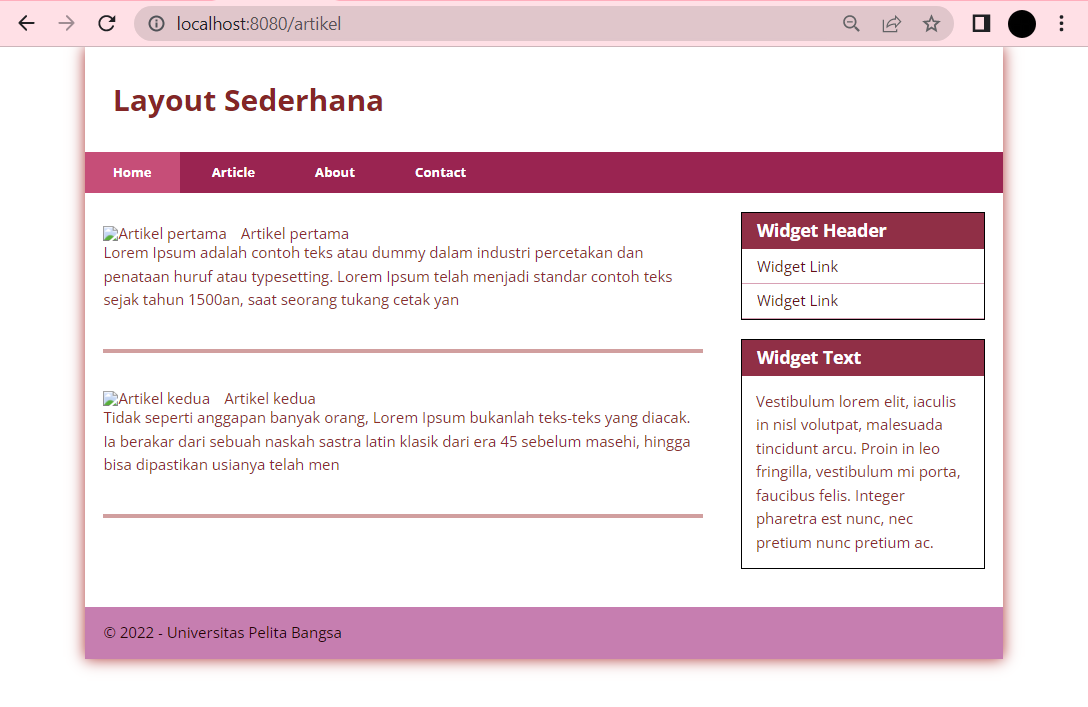 localhost:8080/artikel
Layout Sederhana
Home Article About Contact
Artikel pertama Artikel pertama
Lorem Ipsum adalah contoh teks atau dummy dalam industri percetakan dan
penataan huruf atau typesetting. Lorem Ipsum telah menjadi standar contoh teks
sejak tahun 1500an, saat seorang tukang cetak yan
Artikel kedua Artikel kedua
Tidak seperti anggapan banyak orang, Lorem Ipsum bukanlah teks-teks yang diacak.
Ia berakar dari sebuah naskah sastra latin klasik dari era 45 sebelum masehi, hingga
bisa dipastikan usianya telah men
Widget Header
Widget Link
Widget Link
Widget Text
Vestibulum lorem elit, iaculis
in nisl volutpat, malesuada
tincidunt arcu. Proin in leo
fringilla, vestibulum mi porta,
faucibus felis. Integer
pharetra est nunc, nec
pretium nunc pretium ac.
© 2022 - Universitas Pelita Bangsa